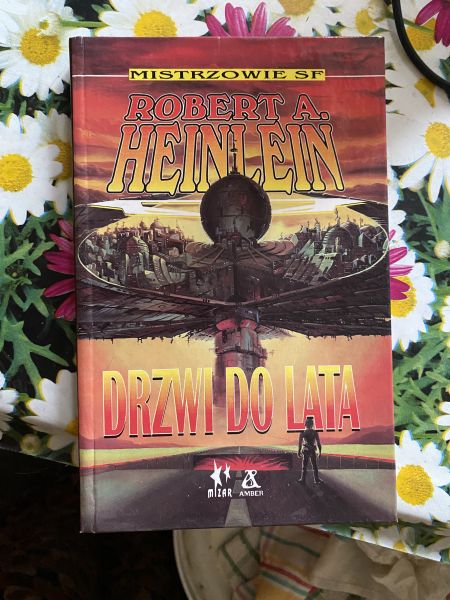 MISTRZOWIE SF
ROBERT A.
HEINLEIN
DRZWI DO LATA
MIZAR
AMBER